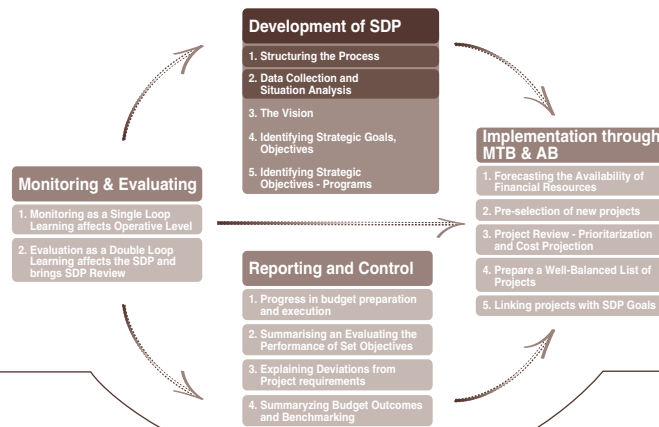 Development of SDP
1. Structuring the Process
2. Data Collection and
Situation Analysis
3. The Vision
4. Identifying Strategic Goals,
Objectives
5. Identifying Strategic
Objectives - Programs
Monitoring & Evaluating
1. Monitoring as a Single Loop
Learning affects Operative Level
2. Evaluation as a Double Loop
Learning affects the SDP and
brings SDP Review
Implementation through
MTB & AB
1. Forecasting the Availability of
Financial Resources
2. Pre-selection of new projects
3. Project Review - Prioritarization
and Cost Projection
4. Prepare a Well-Balanced List of
Projects
5. Linking projects with SDP Goals
Reporting and Control
1. Progress in budget preparation
and execution
2. Summarising an Evaluating the
Performance of Set Objectives
3. Explaining Deviations from
Project requirements
4. Summaryzing Budget Outcomes
and Benchmarking